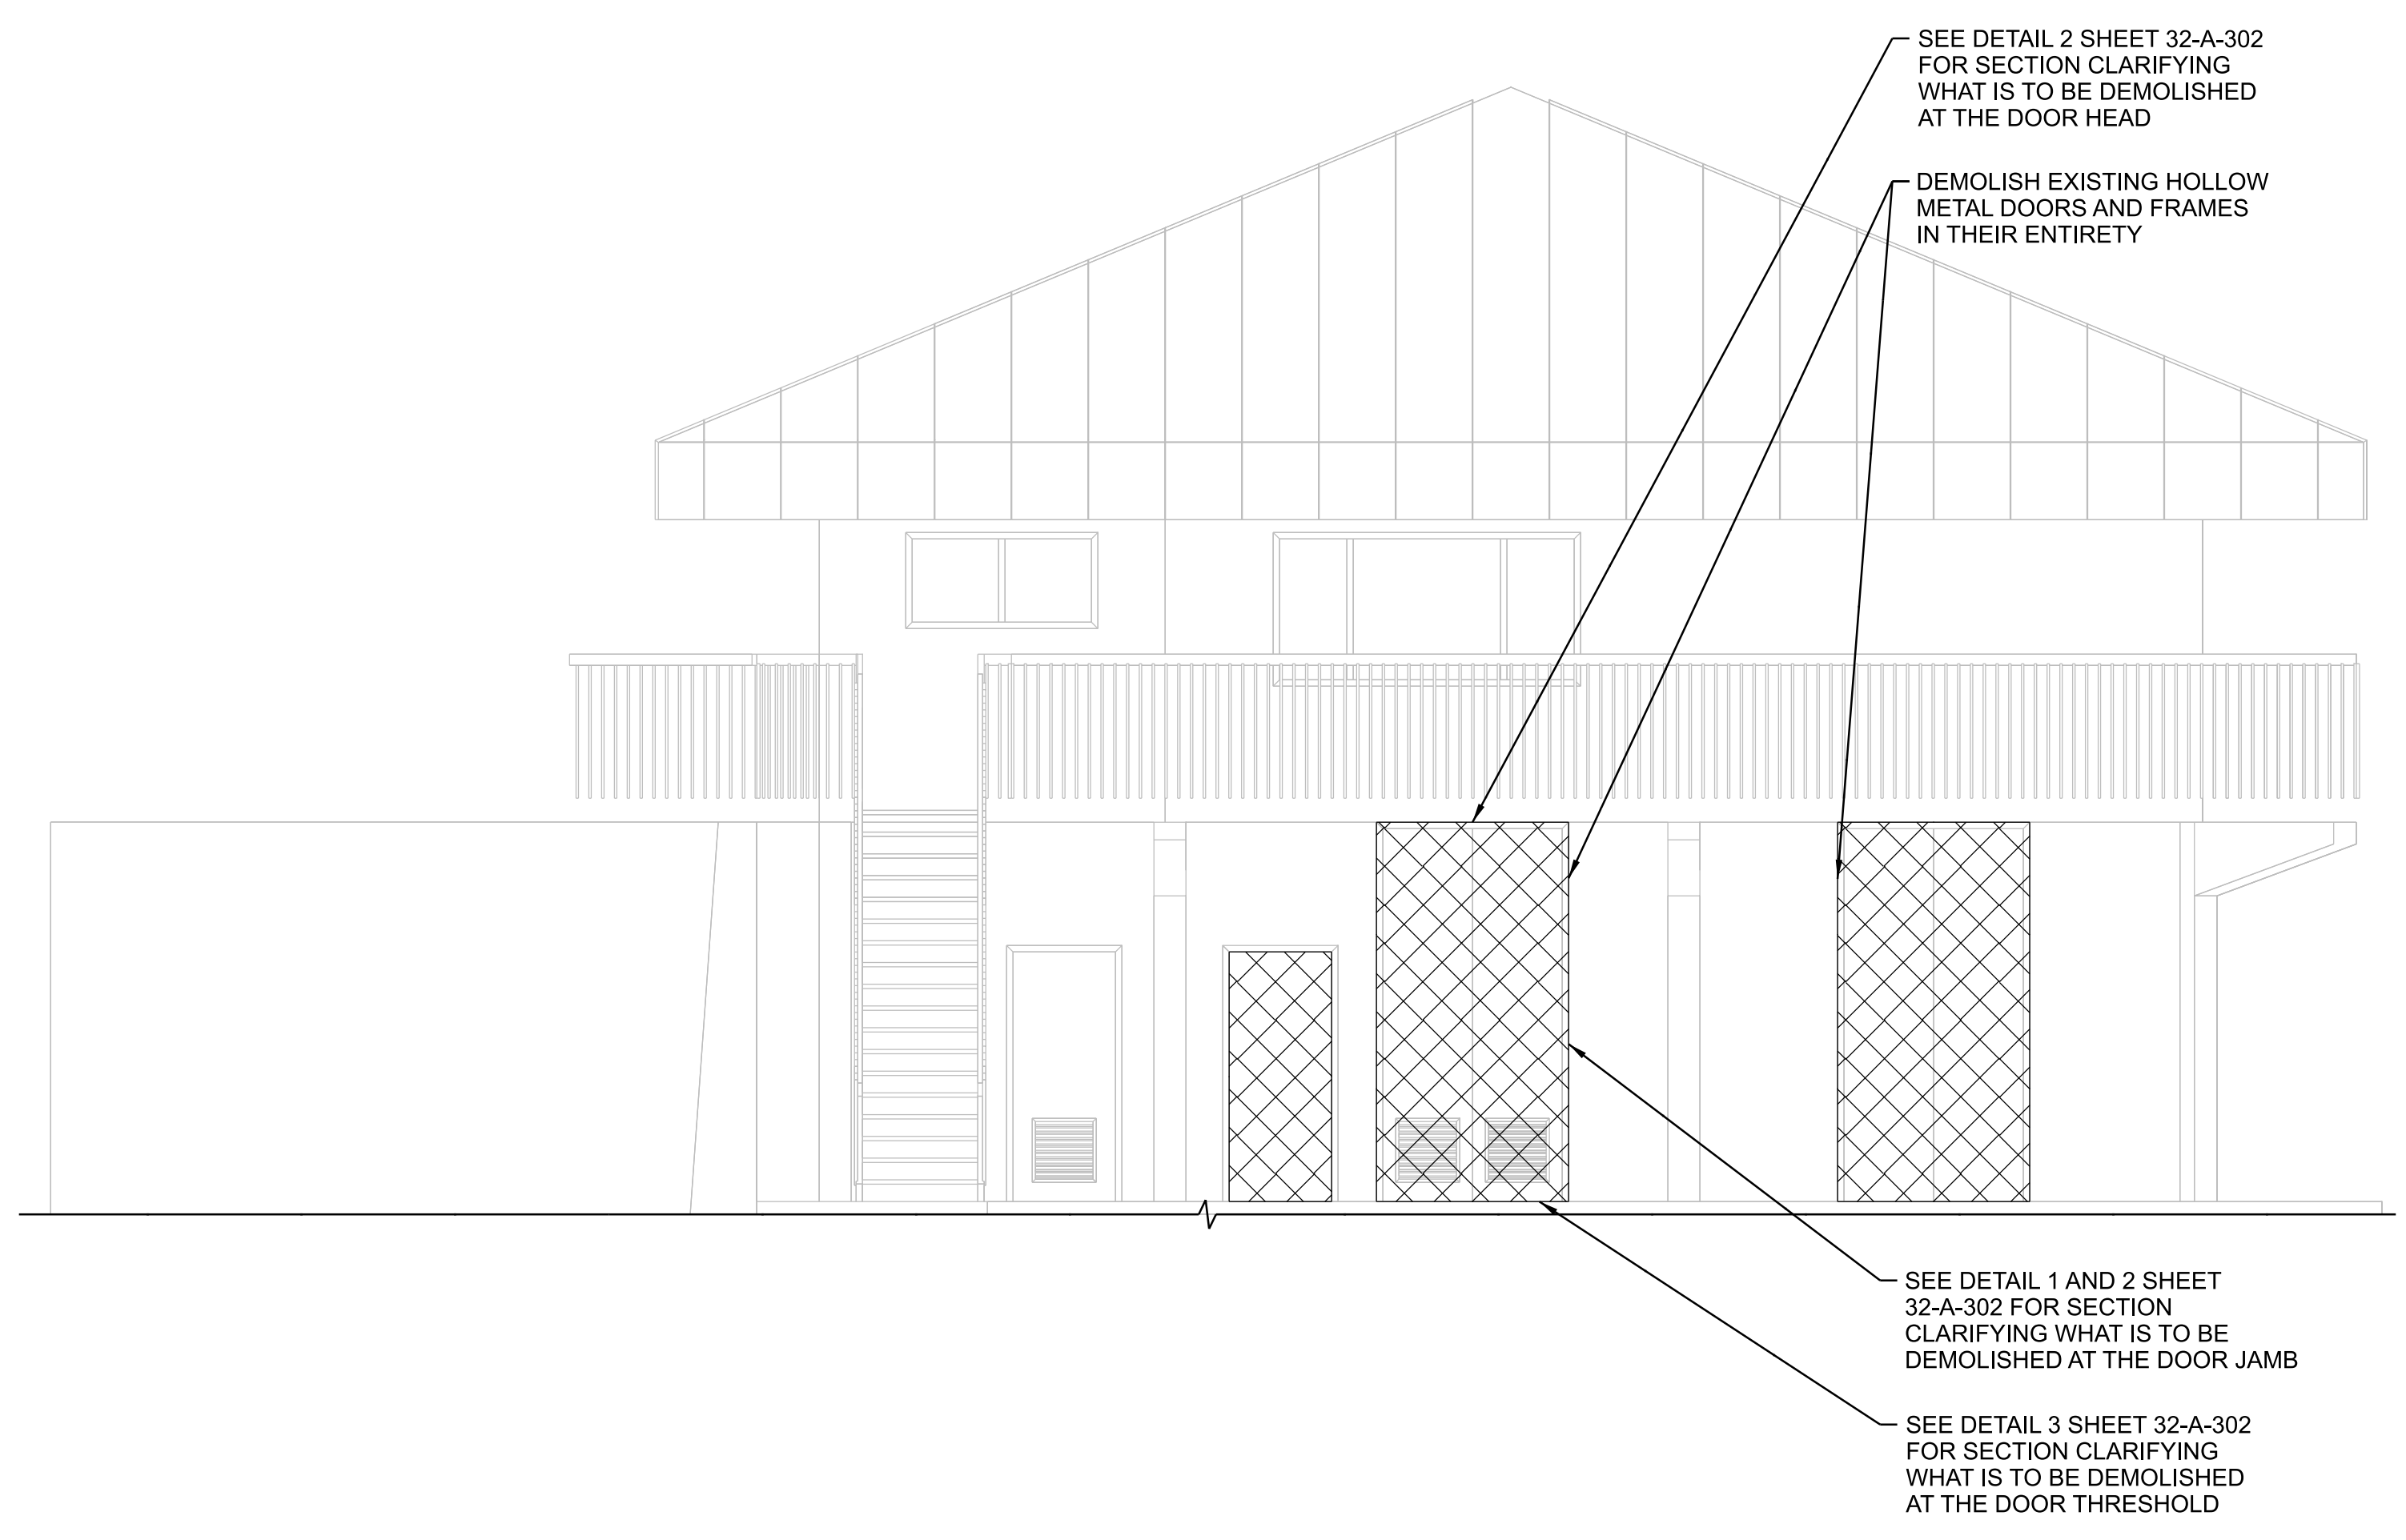 SEE DETAIL 2 SHEET 32-A-302
FOR SECTION CLARIFYING
WHAT IS TO BE DEMOLISHED
AT THE DOOR HEAD
DEMOLISH EXISTING HOLLOW
METAL DOORS AND FRAMES
IN THEIR ENTIRETY
SEE DETAIL 1 AND 2 SHEET
32-A-302 FOR SECTION
CLARIFYING WHAT IS TO BE
DEMOLISHED AT THE DOOR JAMB
SEE DETAIL 3 SHEET 32-A-302
FOR SECTION CLARIFYING
WHAT IS TO BE DEMOLISHED
AT THE DOOR THRESHOLD